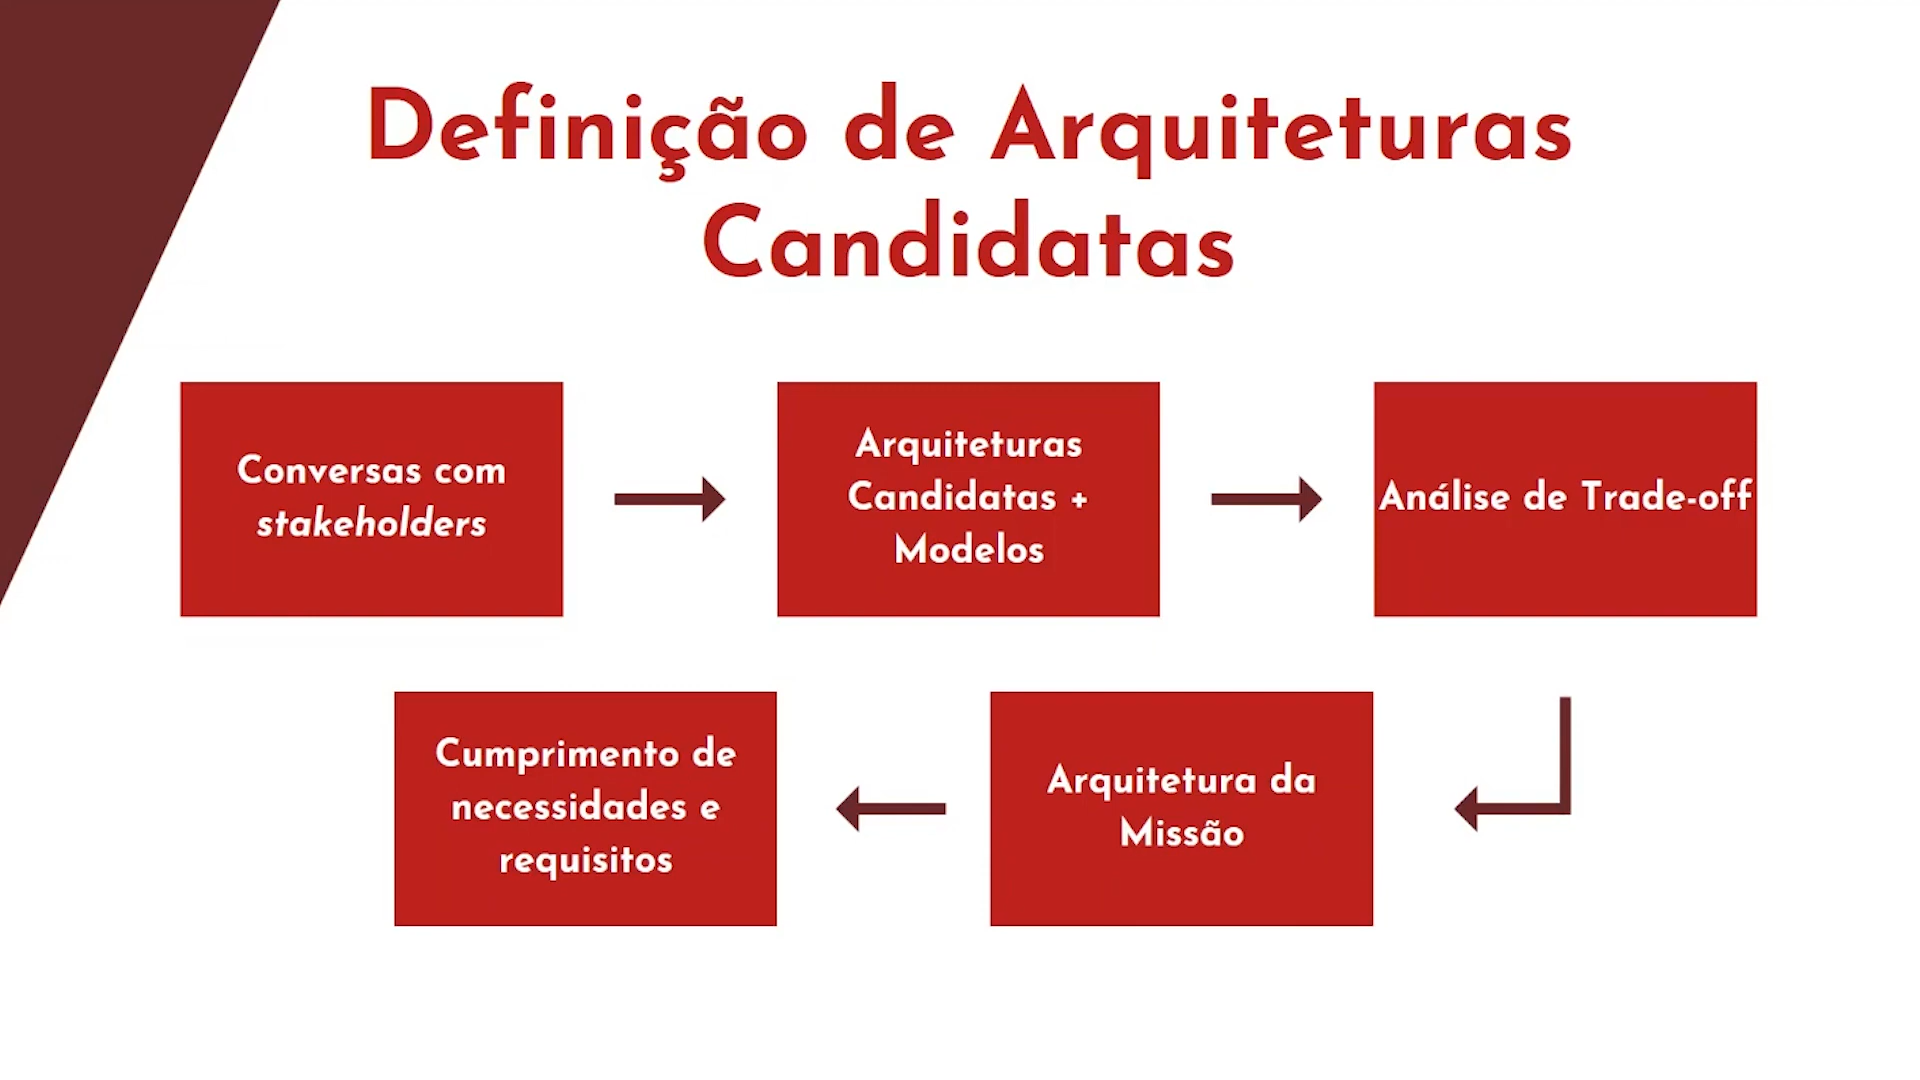 Definição de Arquiteturas
Candidatas
Conversas com
stakeholders
Arquiteturas
Candidatas +
Modelos
Análise de Trade-off
Arquitetura da
Missão
Cumprimento de
necessidades e
requisitos